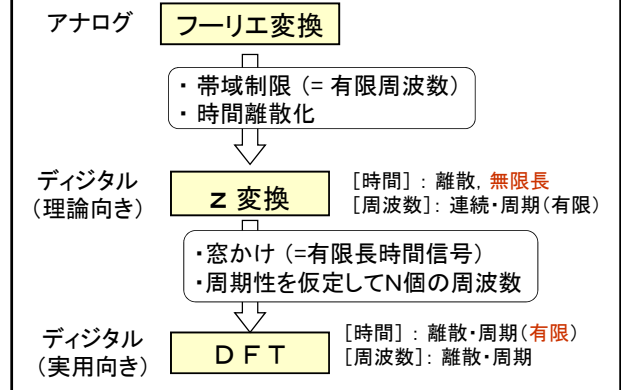 アナログ フーリエ変換
・ 帯域制限 (= 有限周波数)
・ 時間離散化
ディジタル
(理論向き)
z 変換
[時間] : 離散, 無限長
[周波数] : 連続・周期(有限)
・窓かけ (=有限長時間信号)
・周期性を仮定してN個の周波数
ディジタル
(実用向き)
DFT
[時間] : 離散・周期(有限)
[周波数] : 離散・周期